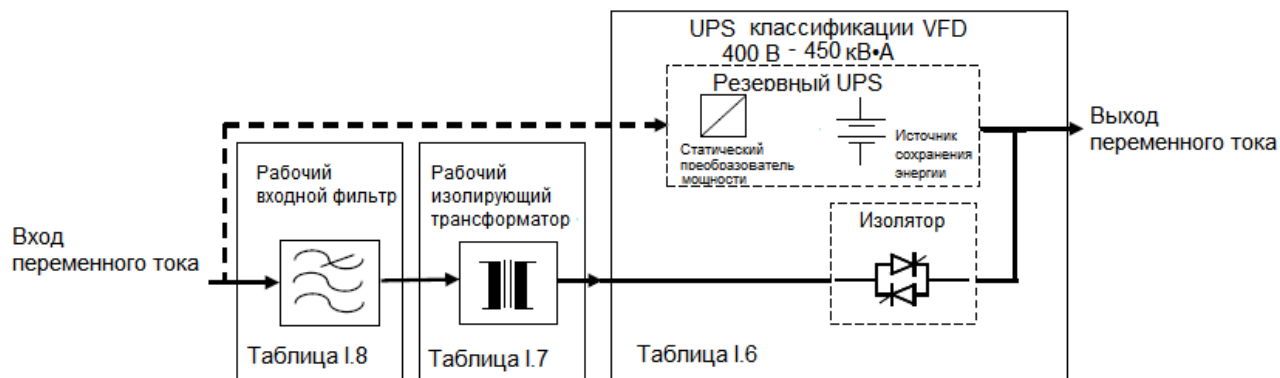 UPS классификации VFD
400 В - 450 кВ•А
Резервный UPS
Статический
преобразователь
мощности
Источник
сохранения
энергии
Выход
переменного тока
Рабочий
входной фильтр
Рабочий
изолирующий
трансформатор
Изолятор
Вход
переменного тока
Таблица I.8
Таблица I.7
Таблица I.6